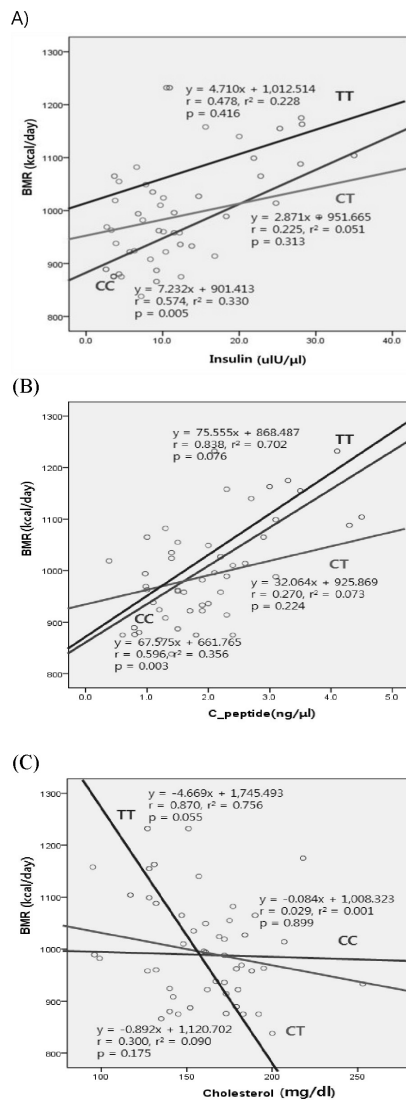 A)
1300
1200
1100
1000
900
800
BMR (kcal/day)
y = 4.710x + 1,012.514
r = 0.478, r² = 0.228
p = 0.416
TT
CT
y = 2.871x + 951.665
r = 0.225, r² = 0.051
p = 0.313
CC
y = 7.232x + 901.413
r = 0.574, r² = 0.330
p = 0.005
0.0 10.0 20.0 30.0 40.0
Insulin (uIU/μl)
(B)
1300
1200
1100
1000
900
800
BMR(kcal/day)
y = 75.555x + 868.487
r = 0.838, r² = 0.702
p = 0.076
TT
CT
y = 32.064x + 925.869
r = 0.270, r² = 0.073
p = 0.224
CC
y = 67.575x + 661.765
r = 0.596, r² = 0.356
p = 0.003
0.0 1.0 2.0 3.0 4.0 5.0
C_peptide(ng/μl)
(C)
1300
1200
1100
1000
900
800
BMR (kcal/day)
y = -4.669x + 1,745.493
r = 0.870, r² = 0.756
p = 0.055
TT
y = -0.084x + 1,008.323
r = 0.029, r² = 0.001
p = 0.899
CC
y = -0.892x + 1,120.702
r = 0.300, r² = 0.090
p = 0.175
CT
100 150 200 250
Cholesterol (mg/dl)